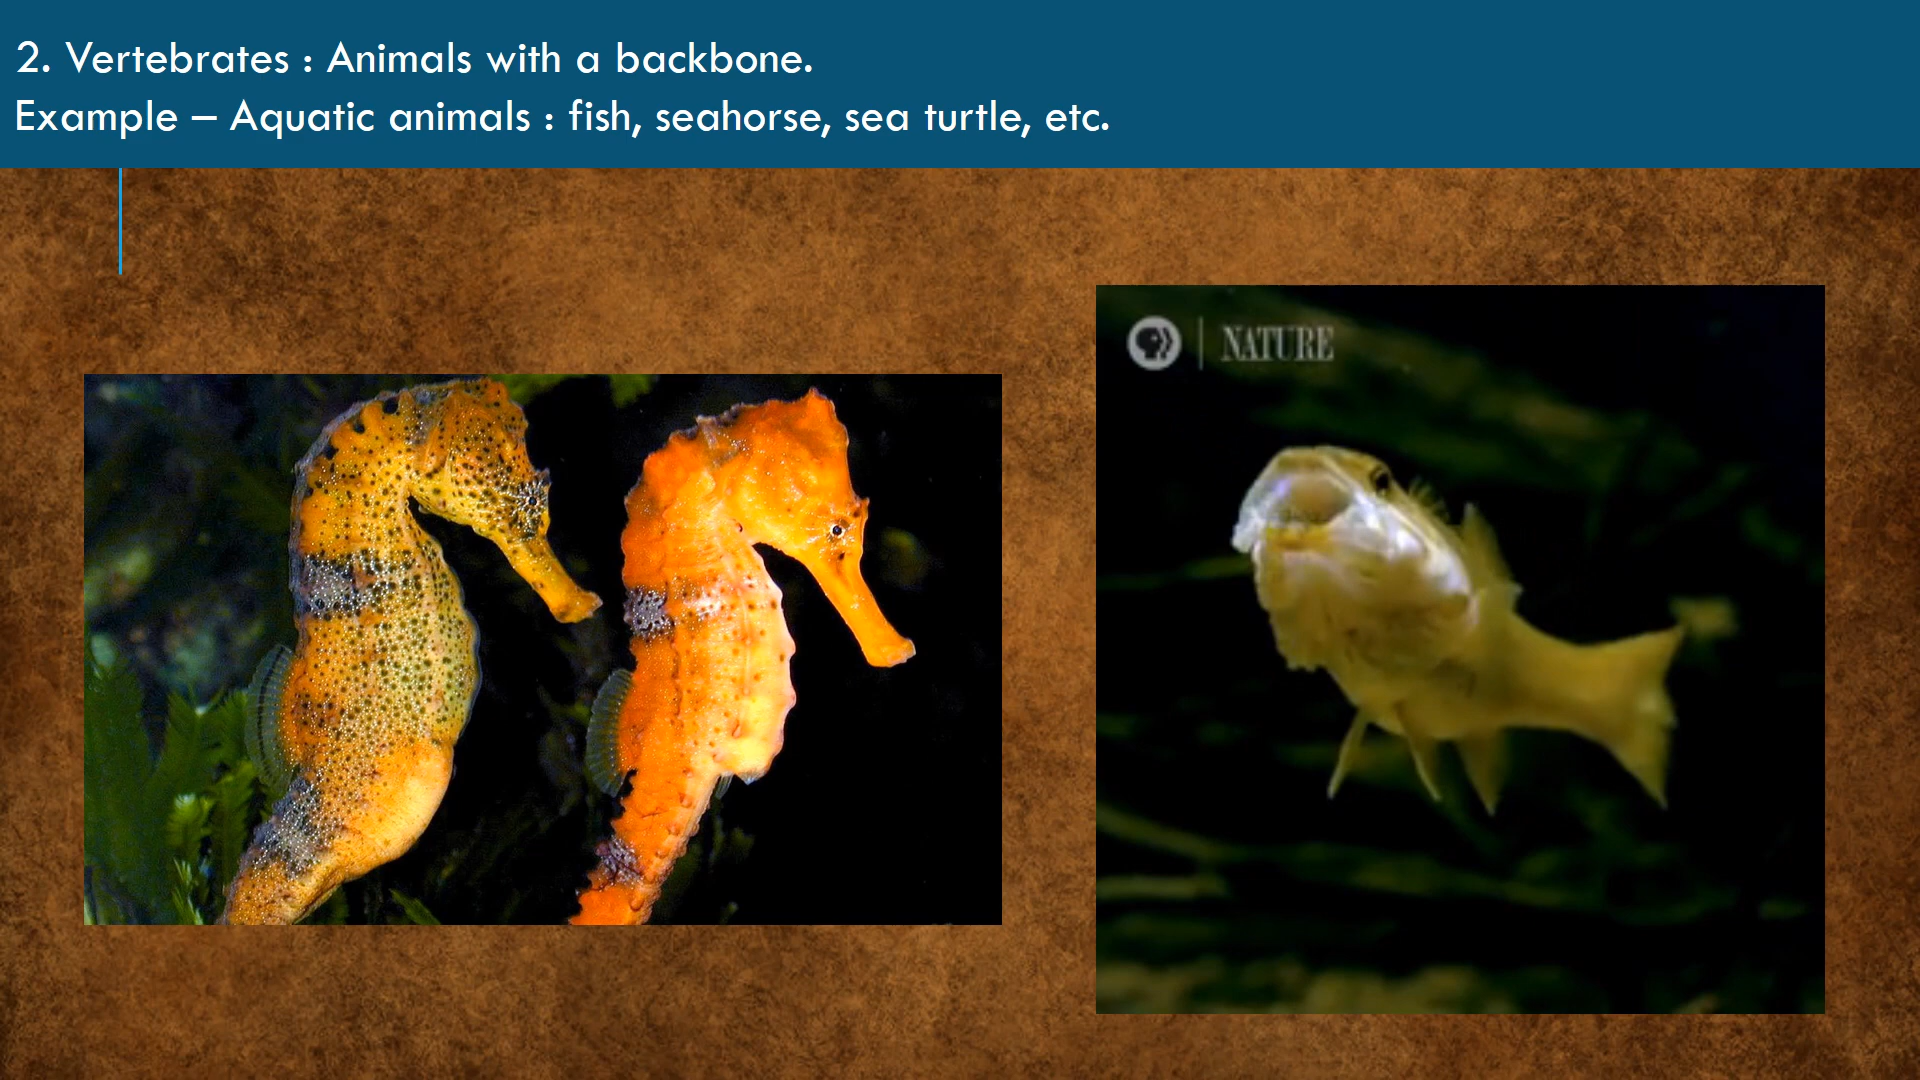 2. Vertebrates : Animals with a backbone.
Example – Aquatic animals : fish, seahorse, sea turtle, etc.
NATURE